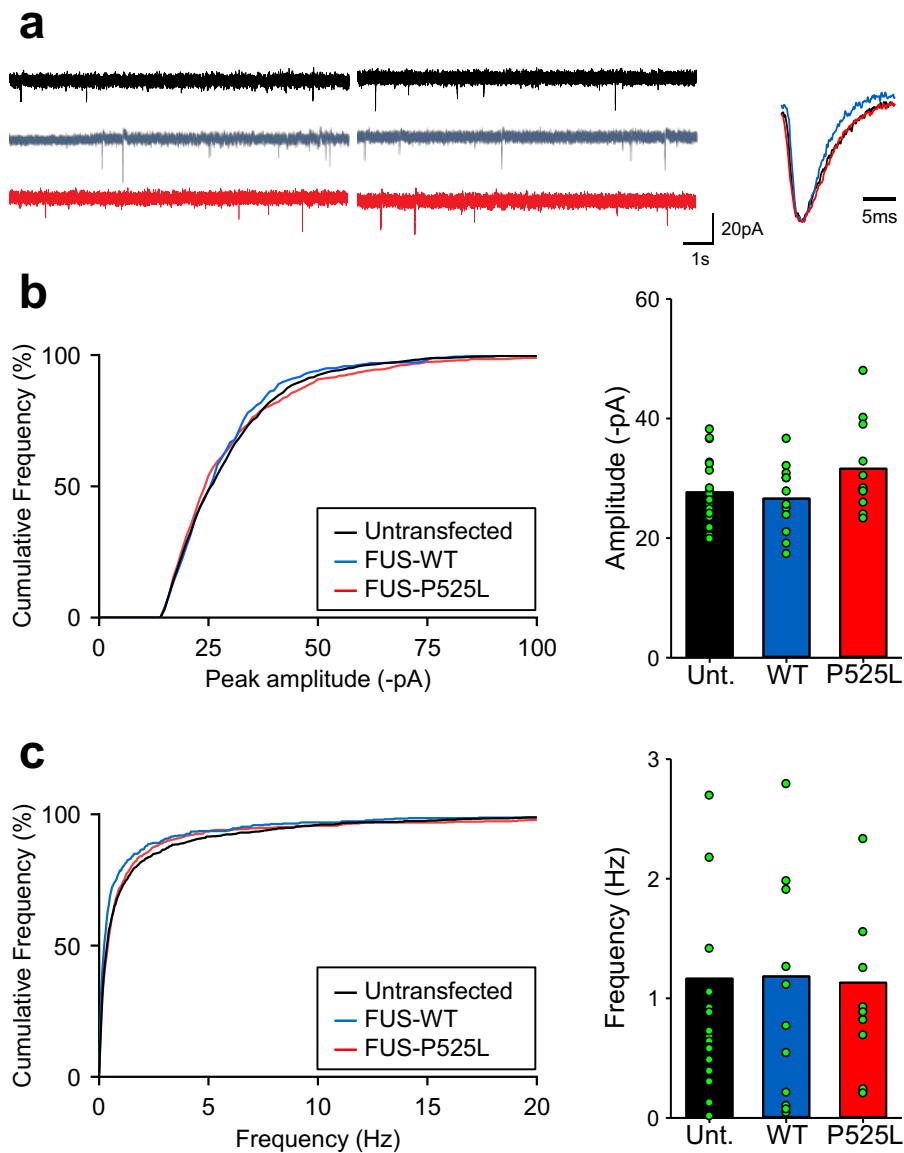 a
20pA
1s
5ms
b
Cumulative Frequency (%)
100
50
0
0 25 50 75 100
Peak amplitude (-pA)
Untransfected
FUS-WT
FUS-P525L
Amplitude (-pA)
60
40
20
0
Unt. WT P525L
c
Cumulative Frequency (%)
100
50
0
0 5 10 15 20
Frequency (Hz)
Untransfected
FUS-WT
FUS-P525L
Frequency (Hz)
3
2
1
0
Unt. WT P525L